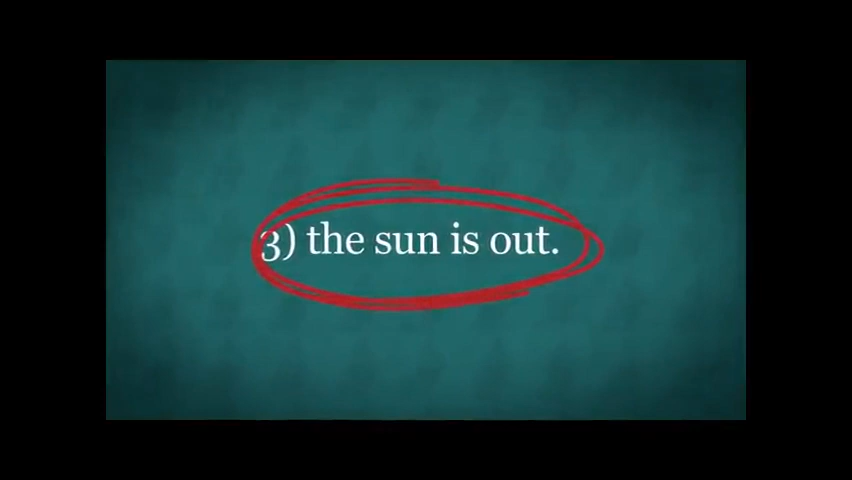 3) the sun is out.